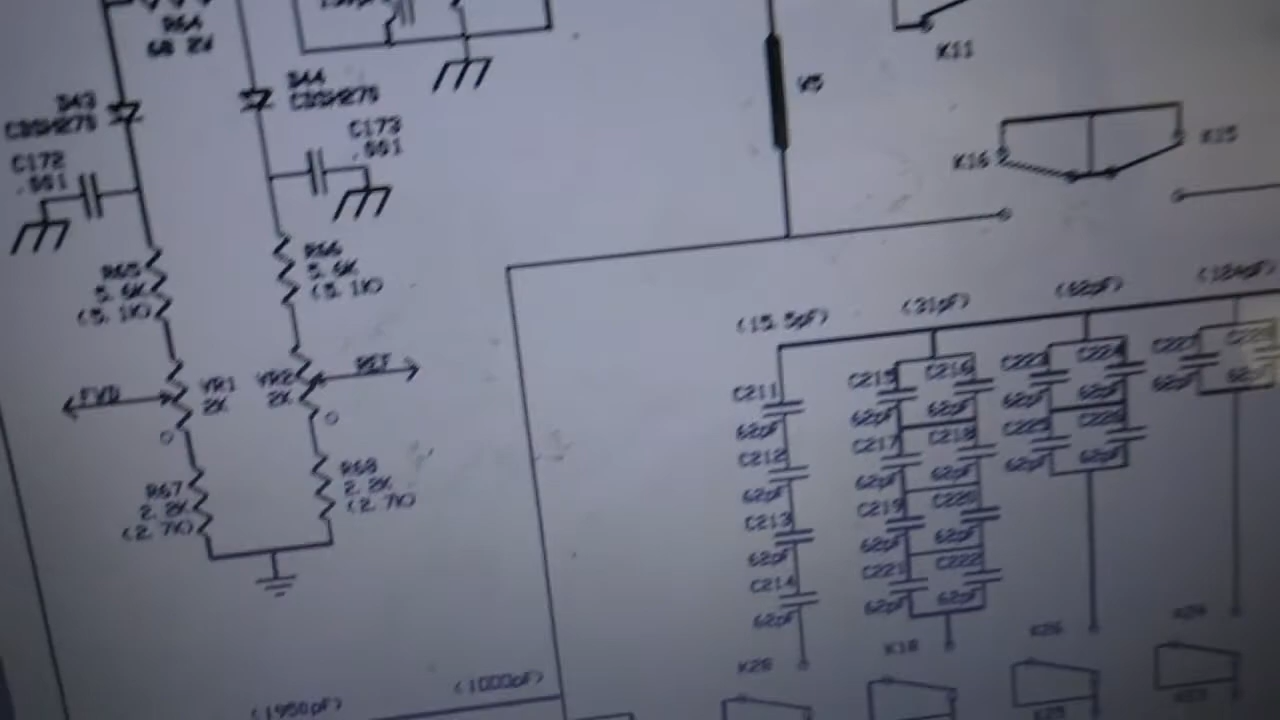 R64
68 2W
D43
D44
C172
.001
C173
.001
K11
W5
K16
K15
R65
5.6K
(5.1K)
R66
5.6K
(5.1K)
(15.5pF)
(31pF)
(62pF)
(124pF)
FWD
VR1
2K
VR2
2K
REF
R67
2.2K
(2.7K)
R68
2.2K
(2.7K)
C211
62pF
C212
62pF
C213
62pF
C214
62pF
C215
62pF
C216
62pF
C217
62pF
C218
62pF
C219
62pF
C220
62pF
C221
62pF
C222
62pF
C223
62pF
C224
62pF
C225
62pF
C226
62pF
C227
62pF
K18
(1000pF)
(1950pF)